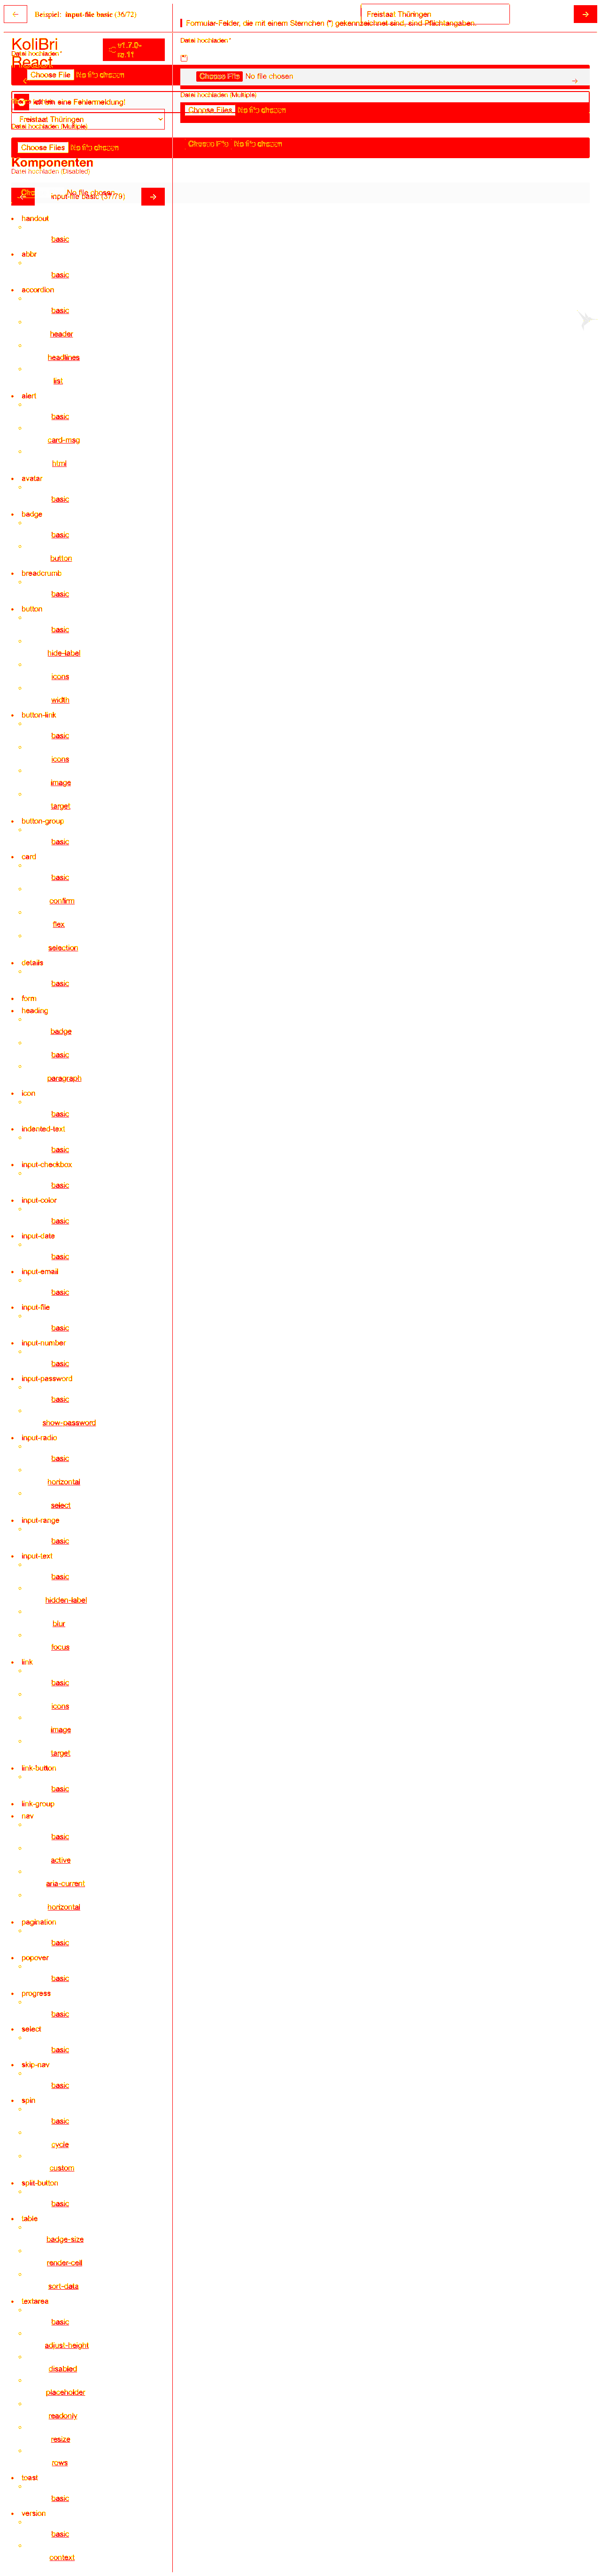 Beispiel: input-file basic (36/72)
Freistaat Thüringen
Formular-Felder, die mit einem Sternchen (*) gekennzeichnet sind, sind Pflichtangaben.
KoliBri
React
Datei hochladen*
Datei hochladen*
Choose File No file chosen
Choose File No file chosen
eine Fehlermeldung!
Datei hochladen (Multiple)
Choose Files No file chosen
Freistaat Thüringen
Datei hochladen (Multiple)
Choose Files No file chosen
Choose File No file chosen
Komponenten
Datei hochladen (Disabled)
No file chosen
input-file basic (37/79)
handout
basic
abbr
basic
accordion
basic
header
headlines
list
alert
basic
card-msg
html
avatar
basic
badge
basic
button
breadcrumb
basic
button
basic
hide-label
icons
width
button-link
basic
icons
image
target
button-group
basic
card
basic
confirm
flex
selection
details
basic
form
heading
badge
basic
paragraph
icon
basic
indented-text
basic
input-checkbox
basic
input-color
basic
input-date
basic
input-email
basic
input-file
basic
input-number
basic
input-password
basic
show-password
input-radio
basic
horizontal
select
input-range
basic
input-text
basic
hidden-label
blur
focus
link
basic
icons
image
target
link-button
basic
link-group
nav
basic
active
aria-current
horizontal
pagination
basic
popover
basic
progress
basic
select
basic
skip-nav
basic
spin
basic
cycle
custom
split-button
basic
table
badge-size
render-cell
sort-data
textarea
basic
adjust-height
disabled
placeholder
readonly
resize
rows
toast
basic
version
basic
context